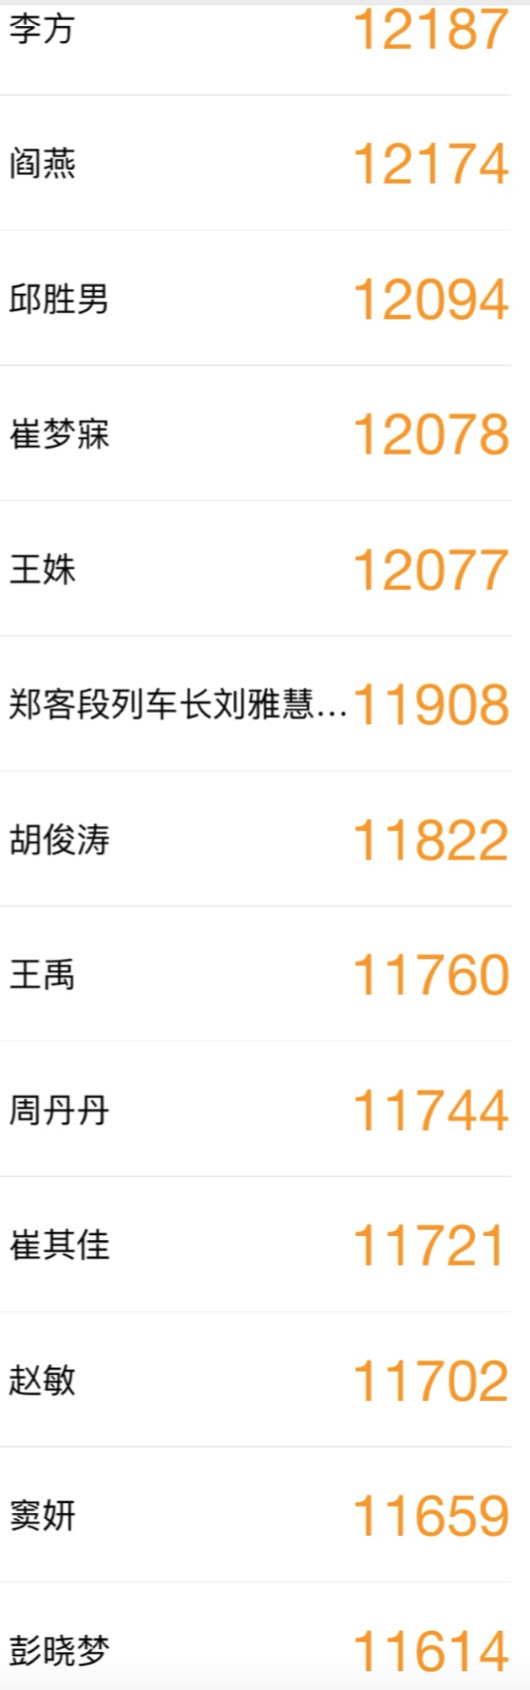 李方 12187
阎燕 12174
邱胜男 12094
崔梦寐 12078
王姝 12077
郑客段列车长刘雅慧... 11908
胡俊涛 11822
王禹 11760
周丹丹 11744
崔其佳 11721
赵敏 11702
窦妍 11659
彭晓梦 11614